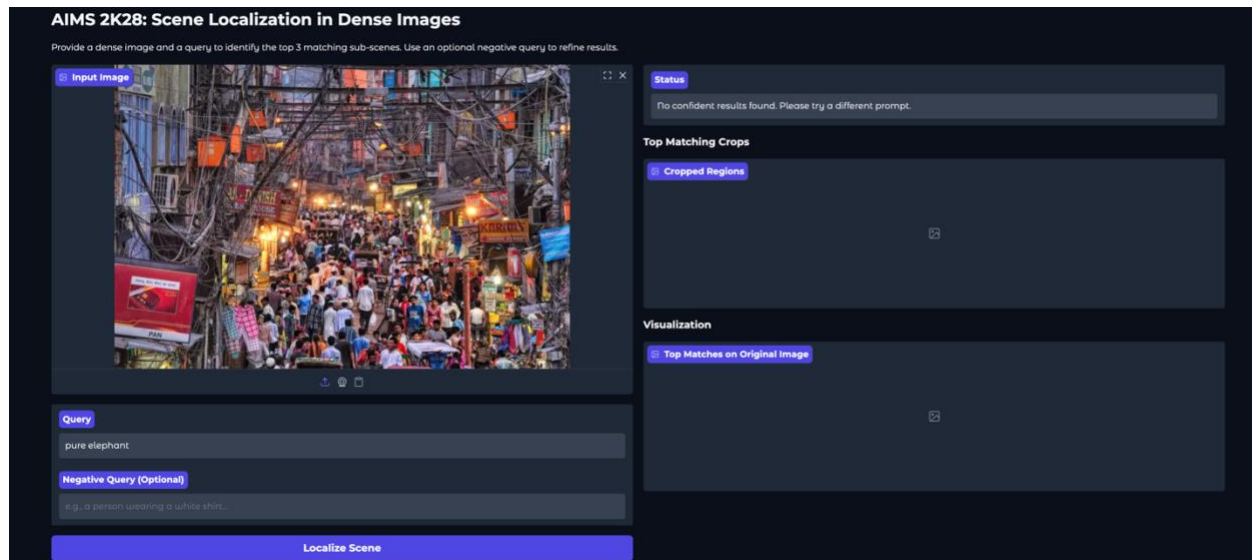 AIMS 2K28: Scene Localization in Dense Images
Provide a dense image and a query to identify the top 3 matching sub-scenes. Use an optional negative query to refine results.
Input Image
KARIM'S
PAN
Query
pure elephant
Negative Query (Optional)
e.g., a person wearing a white shirt...
Localize Scene
Status
No confident results found. Please try a different prompt.
Top Matching Crops
Cropped Regions
Visualization
Top Matches on Original Image